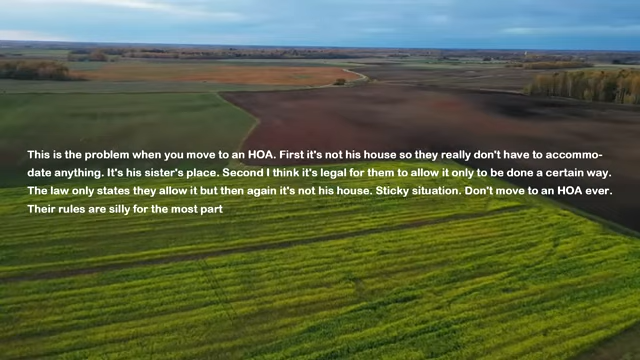 This is the problem when you move to an HOA. First it's not his house so they really don't have to accommo-
date anything. It's his sister's place. Second I think it's legal for them to allow it only to be done a certain way.
The law only states they allow it but then again it's not his house. Sticky situation. Don't move to an HOA ever.
Their rules are silly for the most part